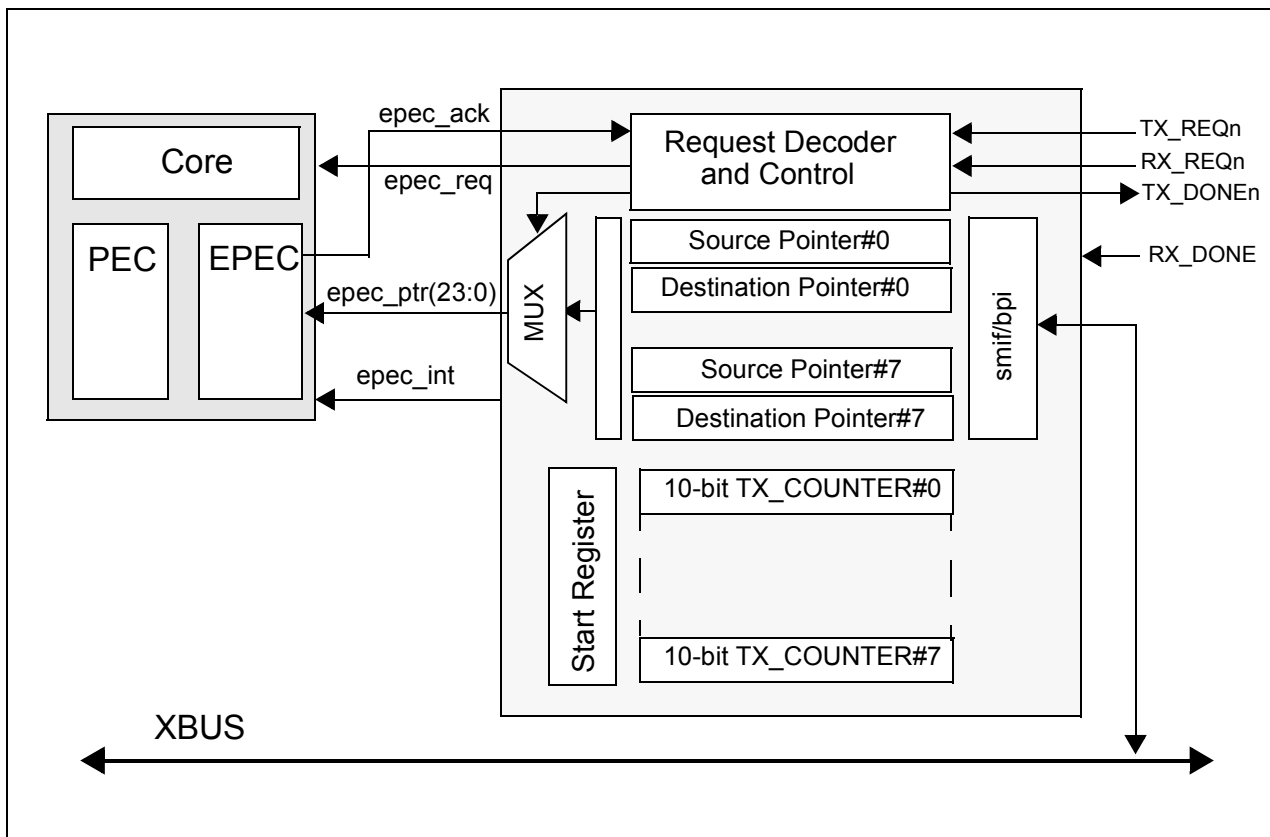 epec_ack
TX_REQn
Request Decoder
and Control
Core
RX_REQn
epec_req
TX_DONEn
Source Pointer#0
PEC
EPEC
RX_DONE
Destination Pointer#0
epec_ptr(23:0)
MUX
smif/bpi
Source Pointer#7
epec_int
Destination Pointer#7
10-bit TX_COUNTER#0
Start Register
10-bit TX_COUNTER#7
XBUS